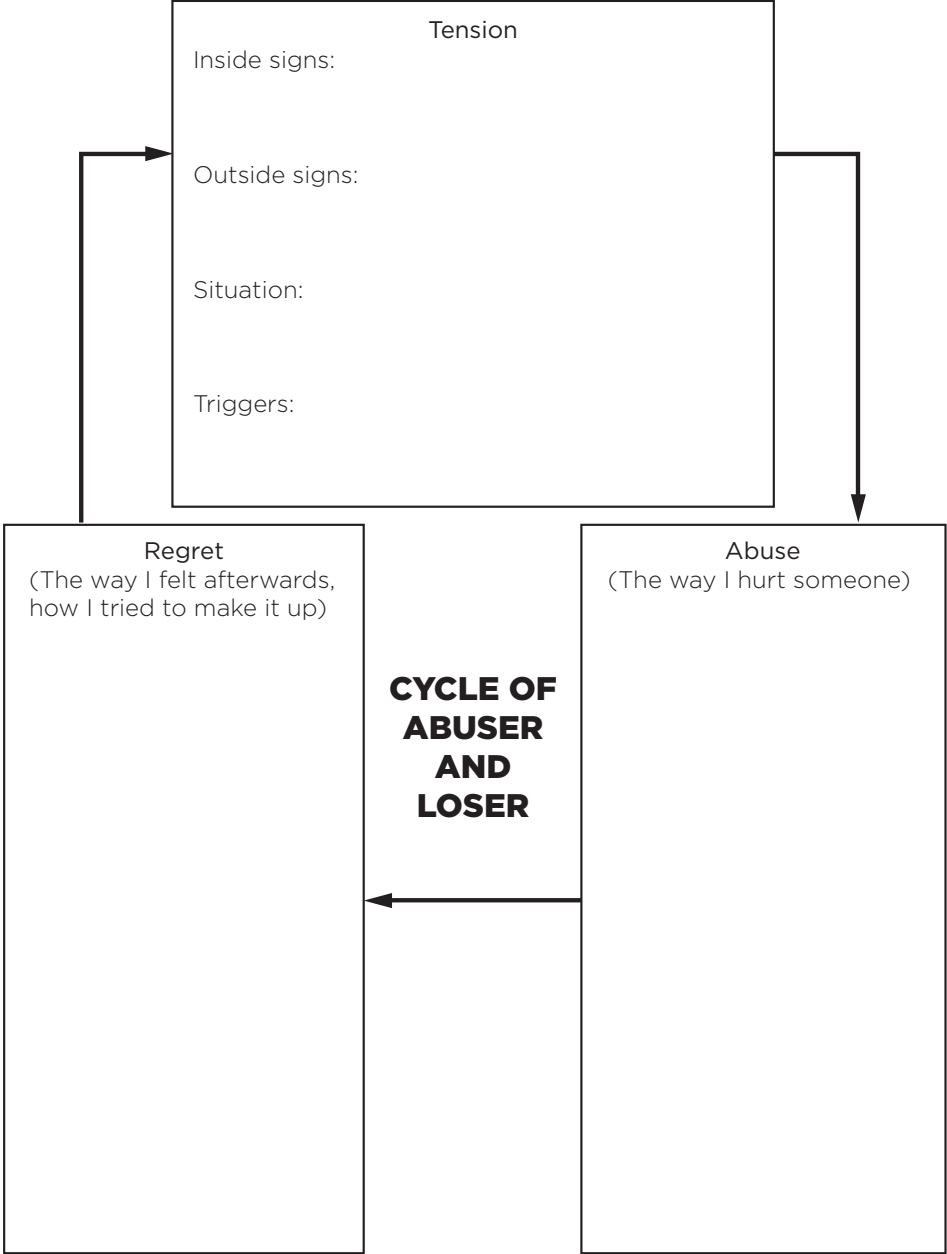 Tension
Inside signs:
Outside signs:
Situation:
Triggers:
Regret
(The way I felt afterwards,
how I tried to make it up)
Abuse
(The way I hurt someone)
CYCLE OF
ABUSER
AND
LOSER